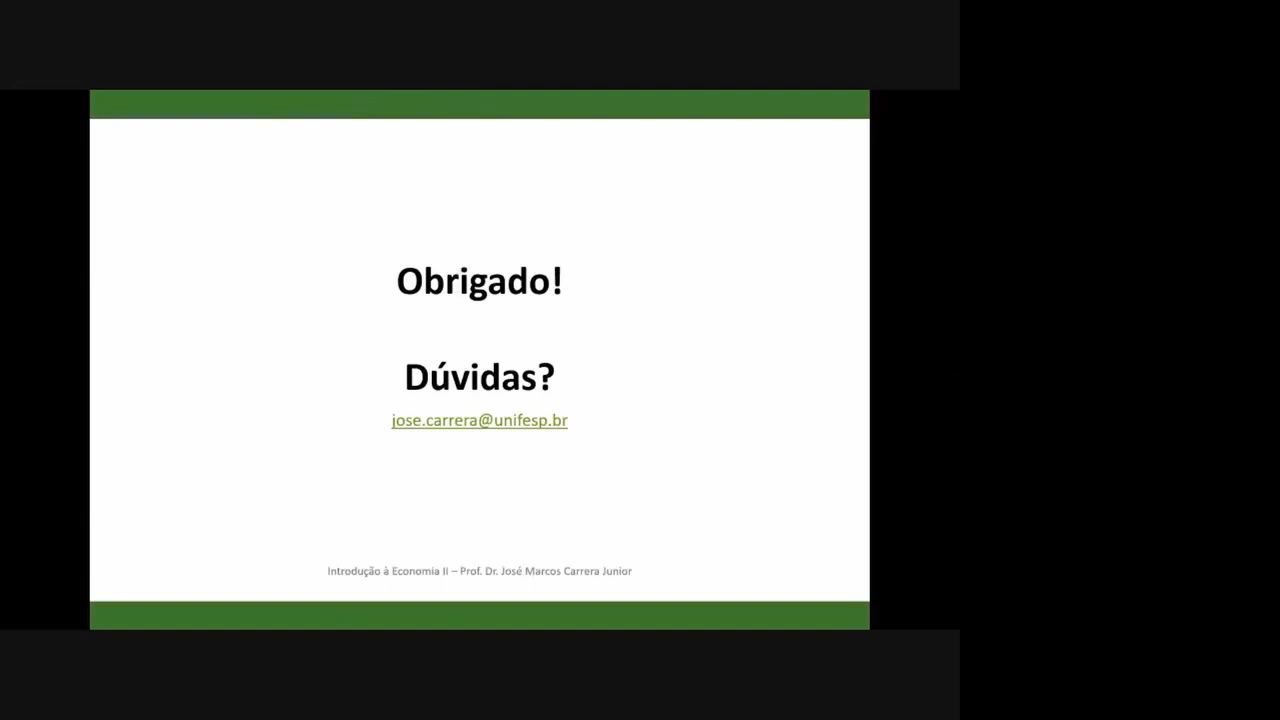 Obrigado!
Dúvidas?
jose.carrera@unifesp.br
Introdução à Economia II – Prof. Dr. José Marcos Carrera Junior